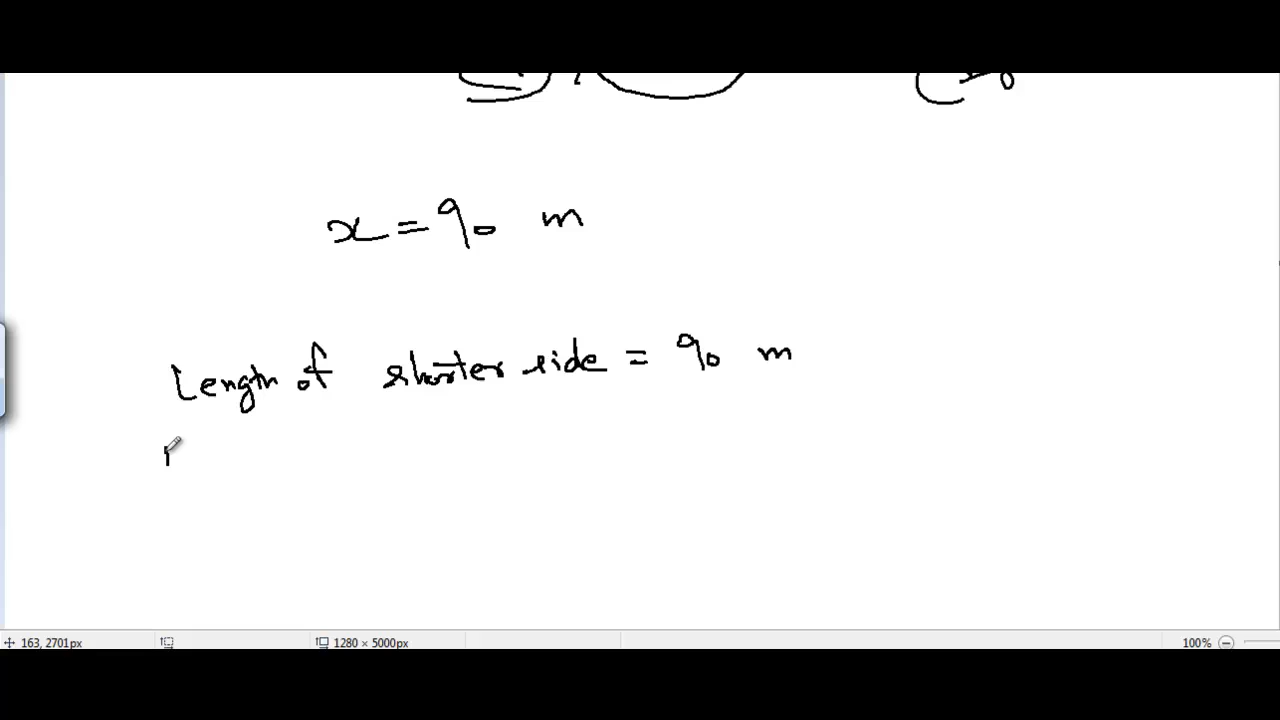 x = 90 m
Length of shorter side = 90 m
163, 2701px
1280 × 5000px
100%